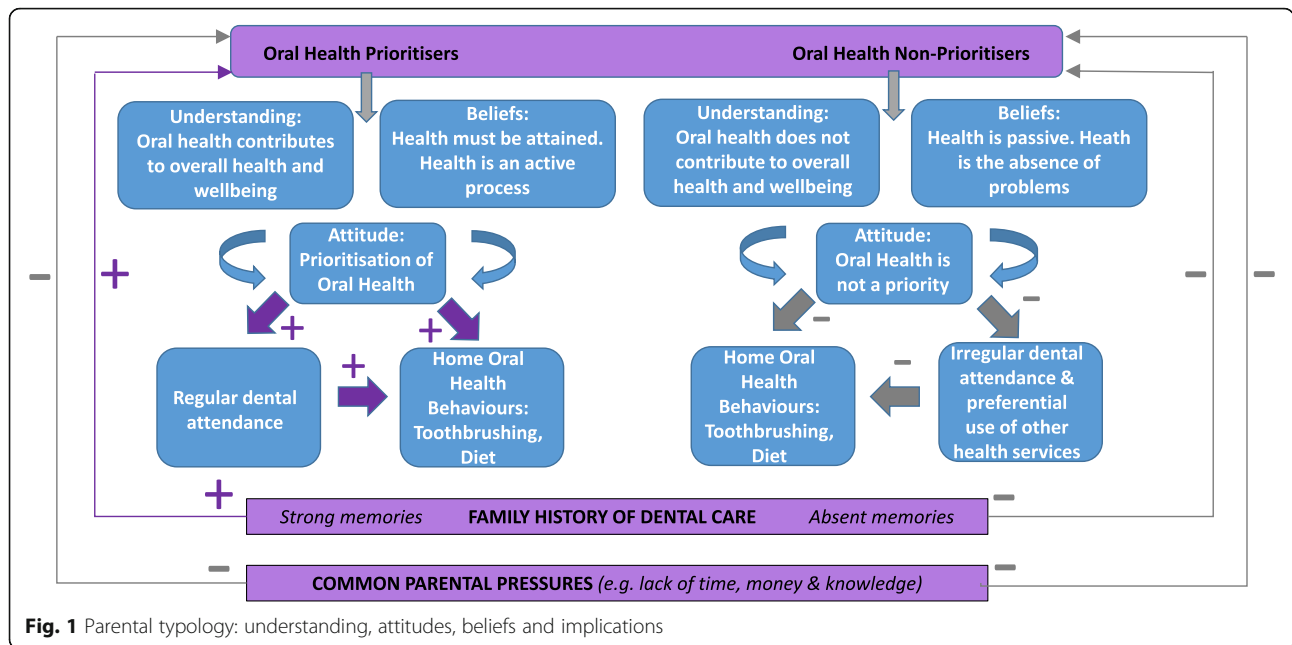 Oral Health Prioritisers
Oral Health Non-Prioritisers
Understanding:
Oral health contributes
to overall health and
wellbeing
Beliefs:
Health must be attained.
Health is an active
process
Understanding:
Oral health does not
contribute to overall
health and wellbeing
Beliefs:
Health is passive. Heath
is the absence of
problems
Attitude:
Prioritisation of
Oral Health
Attitude:
Oral Health is
not a priority
–
+
–
–
+
+
+
–
–
–
Regular dental
attendance
Home Oral
Health
Behaviours:
Toothbrushing,
Diet
Home Oral
Health
Behaviours:
Toothbrushing,
Diet
Irregular dental
attendance &
preferential
use of other
health services
+
–
Strong memories FAMILY HISTORY OF DENTAL CARE Absent memories
–
–
COMMON PARENTAL PRESSURES (e.g. lack of time, money & knowledge)
Fig. 1 Parental typology: understanding, attitudes, beliefs and implications